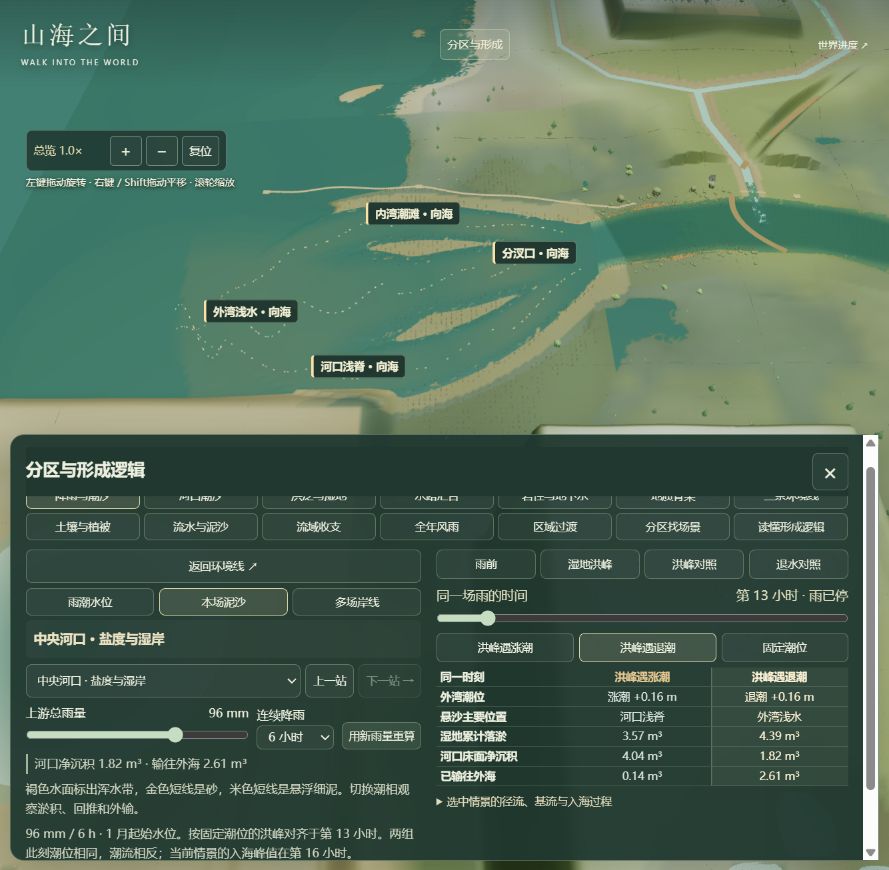 山海之间
WALK INTO THE WORLD
分区与形成
世界进度 ↗
总览 1.0×
+
−
复位
左键拖动旋转 · 右键 / Shift拖动平移 · 滚轮缩放
内湾潮滩 · 向海
分汊口 · 向海
外湾浅水 · 向海
河口浅脊 · 向海
分区与形成逻辑
×
土壤与植被
流水与泥沙
流域收支
全年风雨
区域过渡
分区找场景
读懂形成逻辑
返回环境线 ↗
雨潮水位
本场泥沙
多场岸线
中央河口 · 盐度与湿岸
中央河口 · 盐度与湿岸
上一站
下一站 →
上游总雨量 96 mm
连续降雨
6 小时
用新雨量重算
河口净沉积 1.82 m³ · 输往外海 2.61 m³
褐色水面标出浑水带，金色短线是砂，米色短线是悬浮细泥。切换潮相观
察淤积、回推和外输。
96 mm / 6 h · 1 月起始水位。按固定潮位的洪峰对齐于第 13 小时。两组
此刻潮位相同，潮流相反；当前情景的入海峰值在第 16 小时。
雨前
湿地洪峰
洪峰对照
退水对照
同一场雨的时间 第 13 小时 · 雨已停
洪峰遇涨潮
洪峰遇退潮
固定潮位
同一时刻 洪峰遇涨潮 洪峰遇退潮
外湾潮位 涨潮 +0.16 m 退潮 +0.16 m
悬沙主要位置 河口浅脊 外湾浅水
湿地累计落淤 3.57 m³ 4.39 m³
河口床面净沉积 4.04 m³ 1.82 m³
已输往外海 0.14 m³ 2.61 m³
▸ 选中情景的径流、基流与入海过程